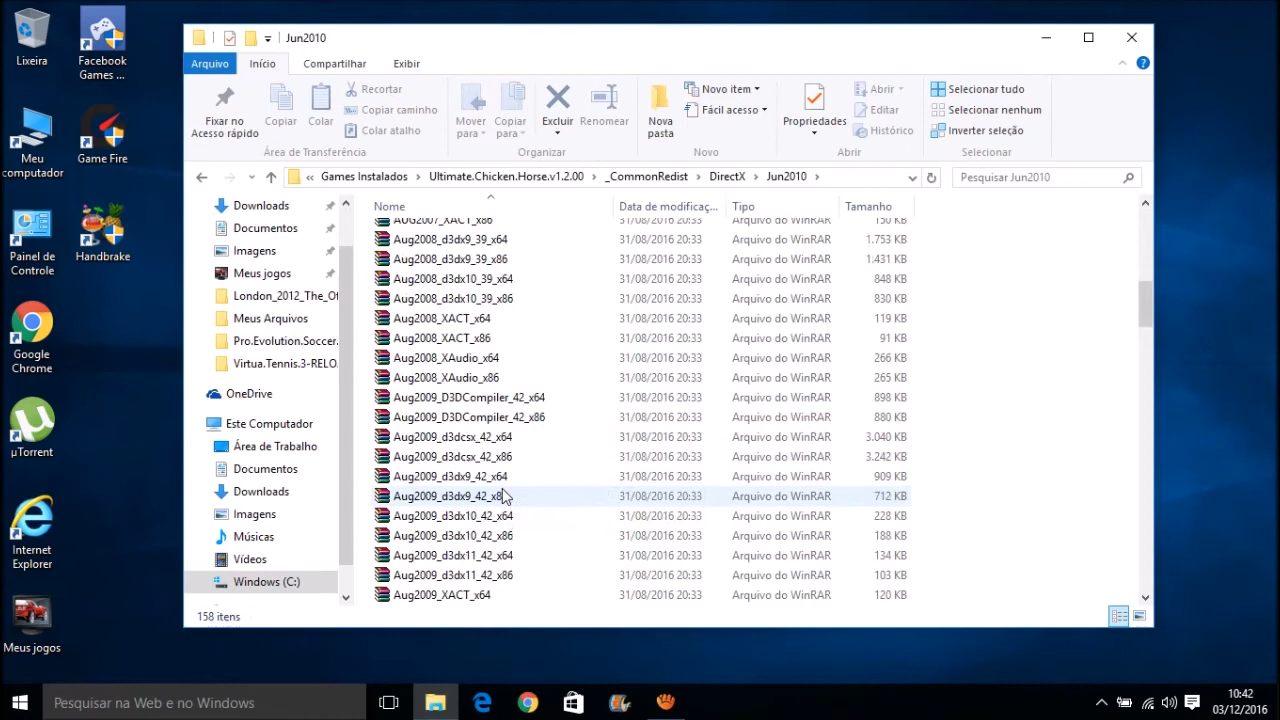 Lixeira
Facebook
Games ...
Meu
computador
Game Fire
Painel de
Controle
Handbrake
Google
Chrome
µTorrent
Internet
Explorer
Meus jogos
Jun2010
Arquivo Início Compartilhar Exibir
Fixar no
Acesso rápido
Copiar
Colar
Recortar
Copiar caminho
Colar atalho
Área de Transferência
Mover
para
Copiar
para
Excluir
Renomear
Organizar
Nova
pasta
Novo item
Fácil acesso
Novo
Propriedades
Abrir
Editar
Histórico
Abrir
Selecionar tudo
Selecionar nenhum
Inverter seleção
Selecionar
« Games Instalados > Ultimate.Chicken.Horse.v1.2.00 > _CommonRedist > DirectX > Jun2010 >
Pesquisar Jun2010
Downloads
Documentos
Imagens
Meus jogos
London_2012_The_O
Meus Arquivos
Pro.Evolution.Soccer.
Virtua.Tennis.3-RELO
OneDrive
Este Computador
Área de Trabalho
Documentos
Downloads
Imagens
Músicas
Vídeos
Windows (C:)
Nome Data de modificaç... Tipo Tamanho
AUG2007_XACT_x86 31/08/2016 20:33 Arquivo do WinRAR 150 KB
Aug2008_d3dx9_39_x64 31/08/2016 20:33 Arquivo do WinRAR 1.753 KB
Aug2008_d3dx9_39_x86 31/08/2016 20:33 Arquivo do WinRAR 1.431 KB
Aug2008_d3dx10_39_x64 31/08/2016 20:33 Arquivo do WinRAR 848 KB
Aug2008_d3dx10_39_x86 31/08/2016 20:33 Arquivo do WinRAR 830 KB
Aug2008_XACT_x64 31/08/2016 20:33 Arquivo do WinRAR 119 KB
Aug2008_XACT_x86 31/08/2016 20:33 Arquivo do WinRAR 91 KB
Aug2008_XAudio_x64 31/08/2016 20:33 Arquivo do WinRAR 266 KB
Aug2008_XAudio_x86 31/08/2016 20:33 Arquivo do WinRAR 265 KB
Aug2009_D3DCompiler_42_x64 31/08/2016 20:33 Arquivo do WinRAR 898 KB
Aug2009_D3DCompiler_42_x86 31/08/2016 20:33 Arquivo do WinRAR 880 KB
Aug2009_d3dcsx_42_x64 31/08/2016 20:33 Arquivo do WinRAR 3.040 KB
Aug2009_d3dcsx_42_x86 31/08/2016 20:33 Arquivo do WinRAR 3.242 KB
Aug2009_d3dx9_42_x64 31/08/2016 20:33 Arquivo do WinRAR 909 KB
Aug2009_d3dx9_42_x86 31/08/2016 20:33 Arquivo do WinRAR 712 KB
Aug2009_d3dx10_42_x64 31/08/2016 20:33 Arquivo do WinRAR 228 KB
Aug2009_d3dx10_42_x86 31/08/2016 20:33 Arquivo do WinRAR 188 KB
Aug2009_d3dx11_42_x64 31/08/2016 20:33 Arquivo do WinRAR 134 KB
Aug2009_d3dx11_42_x86 31/08/2016 20:33 Arquivo do WinRAR 103 KB
Aug2009_XACT_x64 31/08/2016 20:33 Arquivo do WinRAR 120 KB
158 itens
Pesquisar na Web e no Windows
10:42
03/12/2016